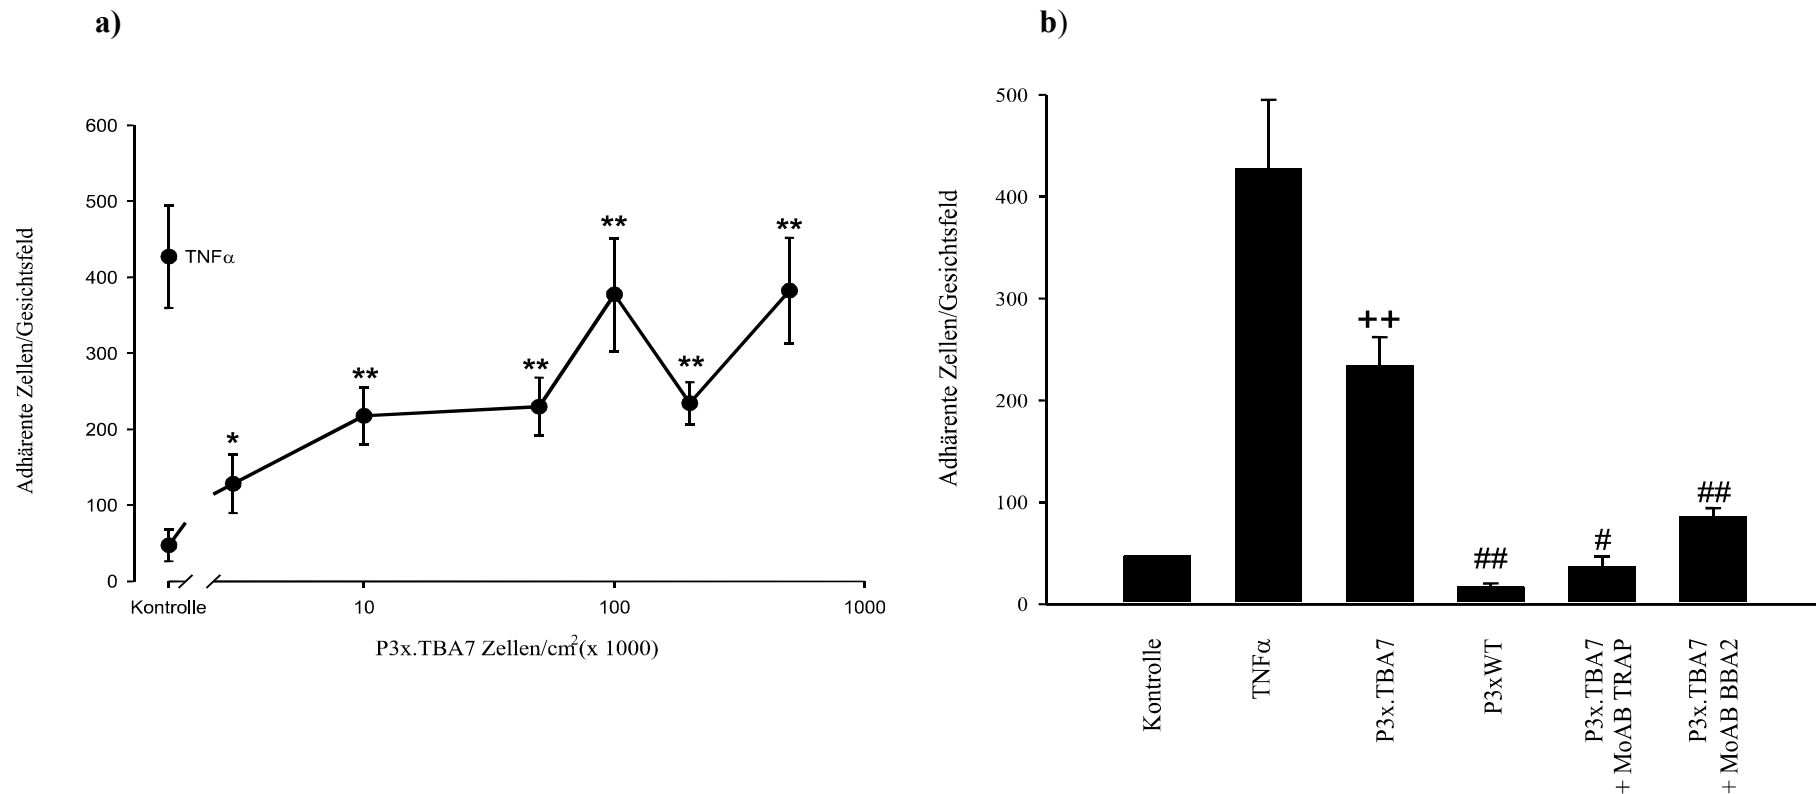 a)
600
500
400
300
200
100
0
Adhärente Zellen/Gesichtsfeld
TNFα
*
**
**
**
**
**
Kontrolle 10 100 1000
P3x.TBA7 Zellen/cm2(x 1000)
b)
500
400
300
200
100
0
Adhärente Zellen/Gesichtsfeld
++
##
#
##
Kontrolle
TNFα
P3x.TBA7
P3xWT
P3x.TBA7
+ MoAB TRAP
P3x.TBA7
+ MoAB BBA2